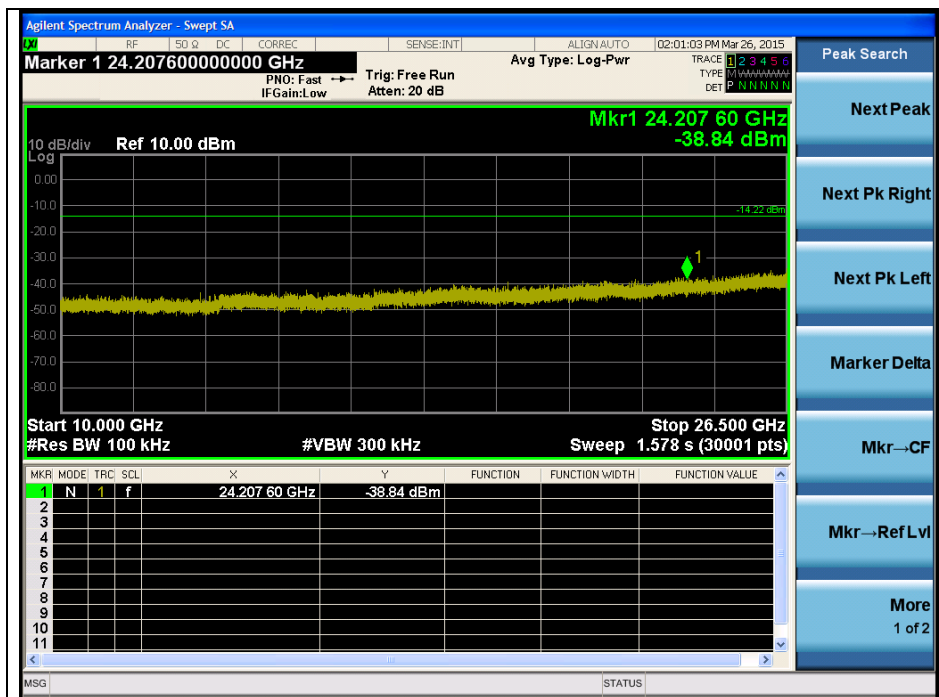 Agilent Spectrum Analyzer - Swept SA
LXI RF 50 Ω DC CORREC SENSE:INT ALIGN AUTO 02:01:03 PM Mar 26, 2015
Marker 1 24.207600000000 GHz
PNO: Fast
IFGain:Low
Trig: Free Run
Atten: 20 dB
Avg Type: Log-Pwr
TRACE 1 2 3 4 5 6
TYPE M WWWWW
DET P N N N N N
Peak Search
Mkr1 24.207 60 GHz
-38.84 dBm
10 dB/div Ref 10.00 dBm
Log
0.00
-10.0
-14.22 dBm
-20.0
-30.0
1
-40.0
-50.0
-60.0
-70.0
-80.0
Start 10.000 GHz Stop 26.500 GHz
#Res BW 100 kHz #VBW 300 kHz Sweep 1.578 s (30001 pts)
MKR MODE TRC SCL X Y FUNCTION FUNCTION WIDTH FUNCTION VALUE
1 N 1 f 24.207 60 GHz -38.84 dBm
2
3
4
5
6
7
8
9
10
11
MSG STATUS
Next Peak
Next Pk Right
Next Pk Left
Marker Delta
Mkr→CF
Mkr→Ref Lvl
More
1 of 2